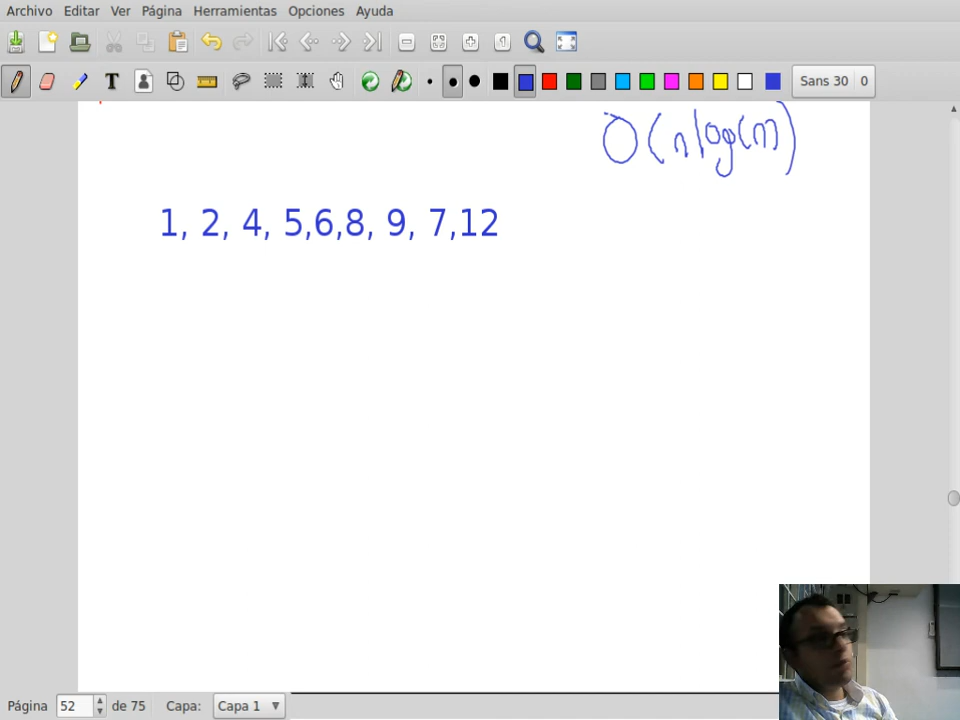 Archivo Editar Ver Página Herramientas Opciones Ayuda
T Sans 30 0
O(n log(n))
1, 2, 4, 5,6,8, 9, 7,12
Página 52 de 75 Capa: Capa 1